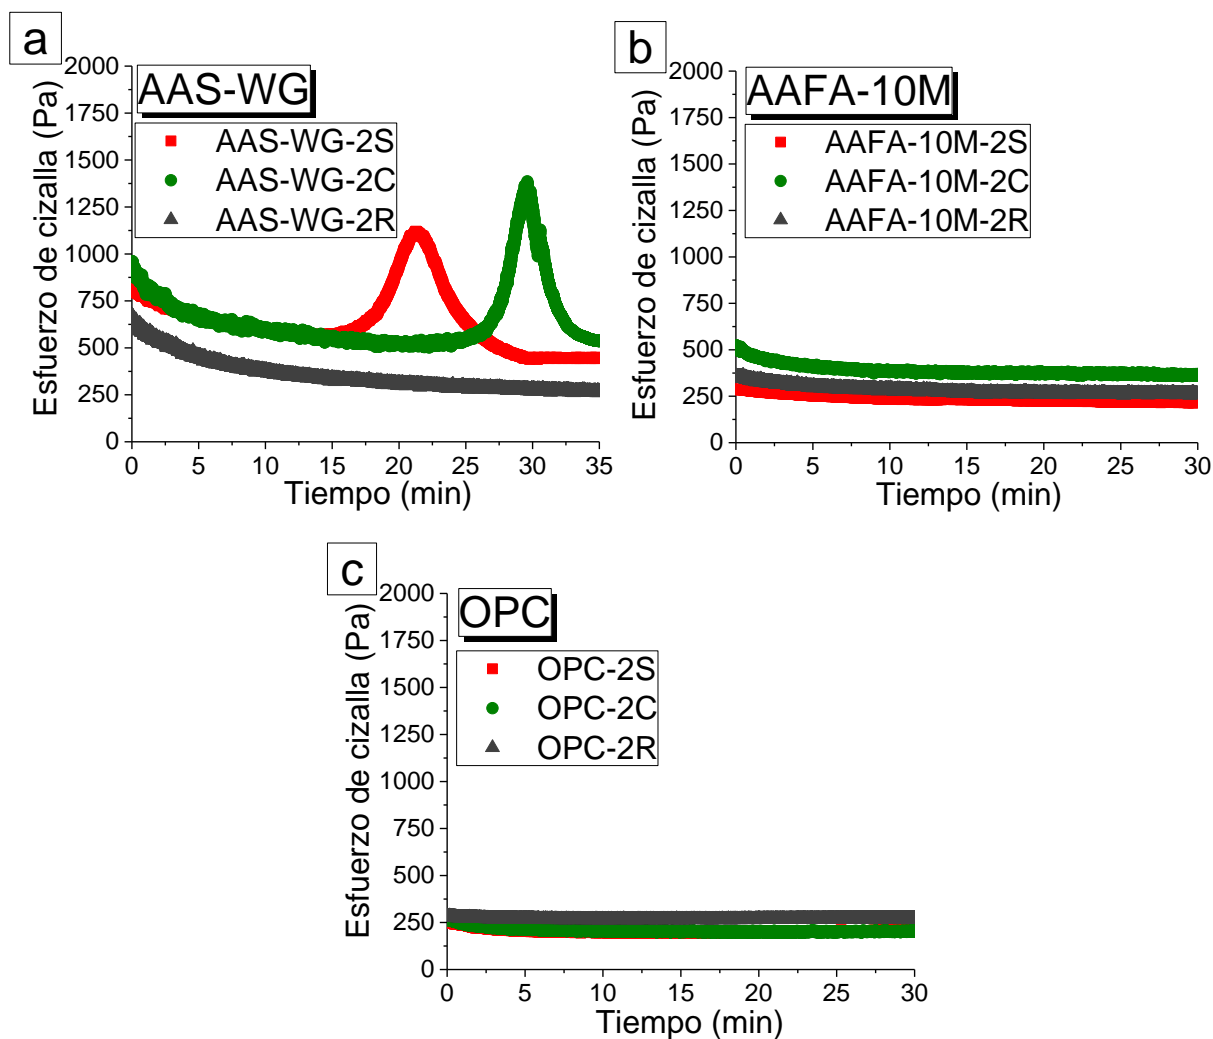 a
AAS-WG
AAS-WG-2S
AAS-WG-2C
AAS-WG-2R
Esfuerzo de cizalla (Pa)
2000
1750
1500
1250
1000
750
500
250
0
0 5 10 15 20 25 30 35
Tiempo (min)
b
AAFA-10M
AAFA-10M-2S
AAFA-10M-2C
AAFA-10M-2R
Esfuerzo de cizalla (Pa)
2000
1750
1500
1250
1000
750
500
250
0
0 5 10 15 20 25 30
Tiempo (min)
c
OPC
OPC-2S
OPC-2C
OPC-2R
Esfuerzo de cizalla (Pa)
2000
1750
1500
1250
1000
750
500
250
0
0 5 10 15 20 25 30
Tiempo (min)